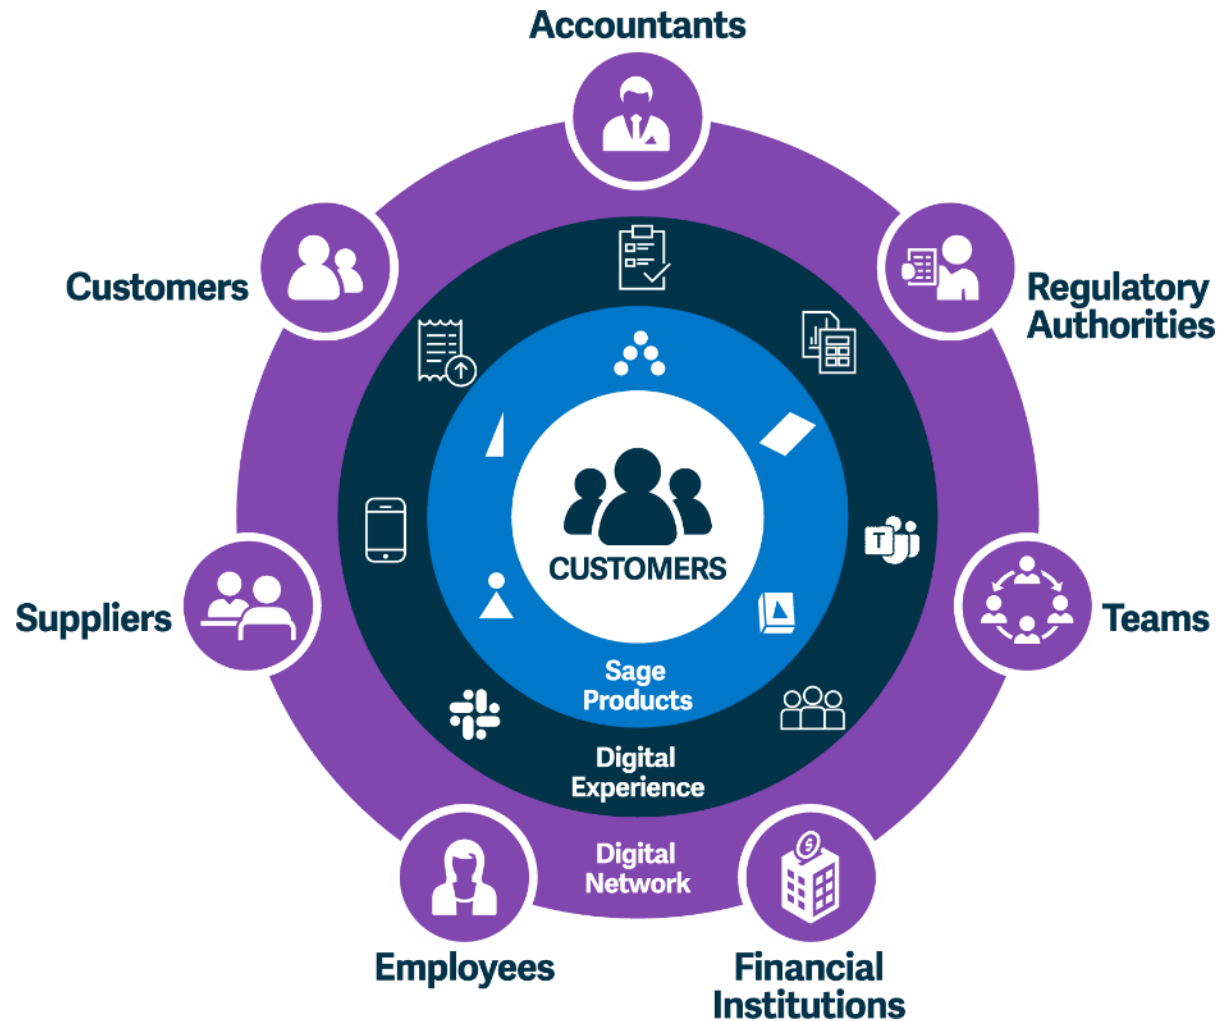 Accountants
Customers
Regulatory
Authorities
T
CUSTOMERS
Suppliers
Teams
Sage
Products
Digital
Experience
Digital
Network
$
Employees
Financial
Institutions